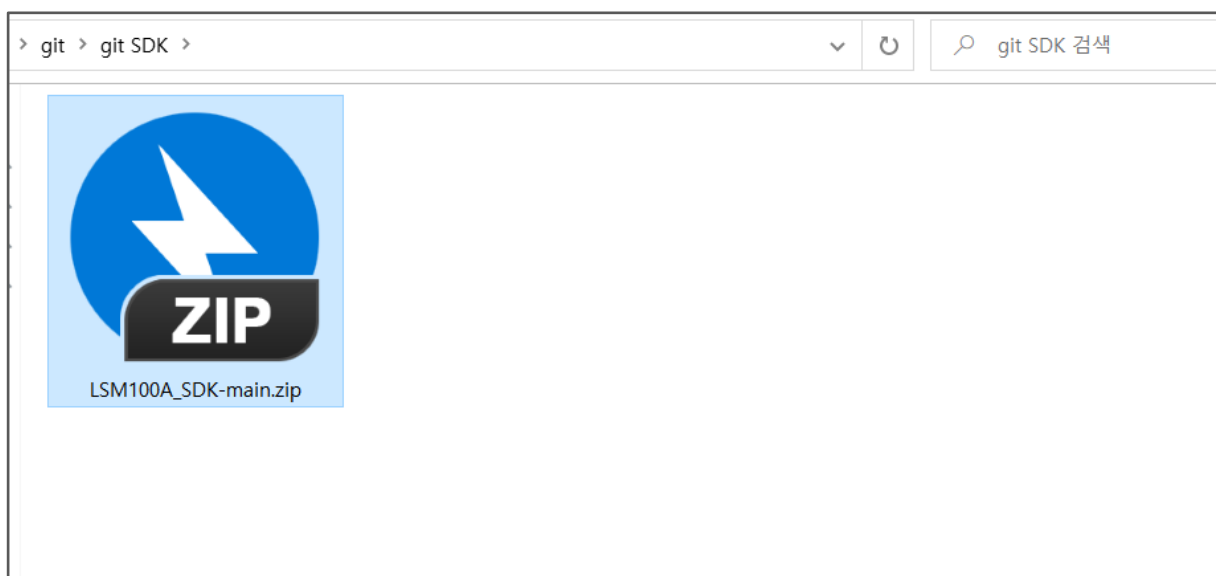 git > git SDK >
git SDK 검색
ZIP
LSM100A_SDK-main.zip